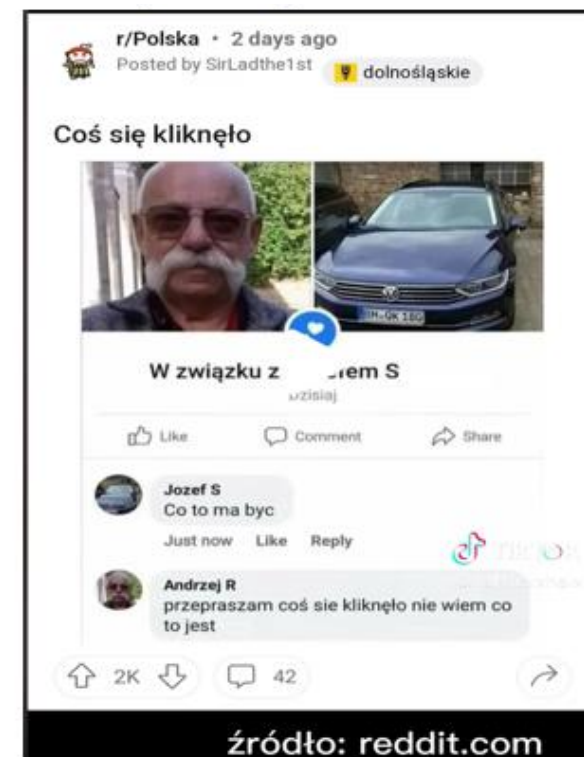 r/Polska • 2 days ago
Posted by SirLadthe1st dolnośląskie
Coś się kliknęło
W związku z iem S
Dzisiaj
Like Comment Share
Jozef S
Co to ma byc
Just now Like Reply
Andrzej R
przepraszam coś sie kliknęło nie wiem co
to jest
2K 42
źródło: reddit.com